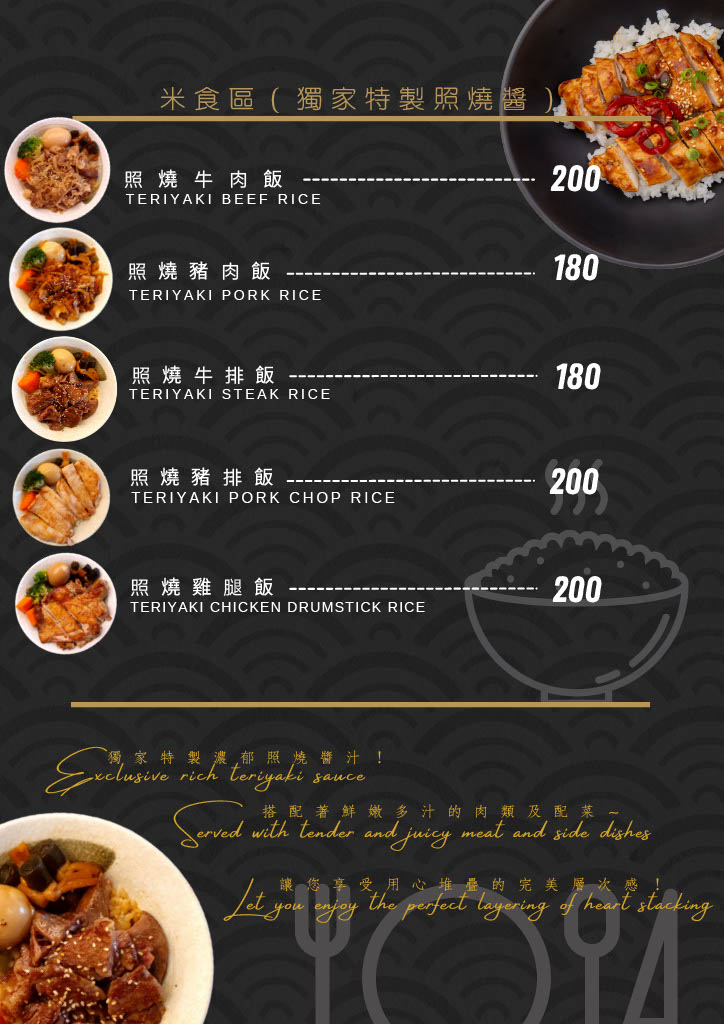 米食區(獨家特製照燒醬)
照燒牛肉飯 200
TERIYAKI BEEF RICE
照燒豬肉飯 180
TERIYAKI PORK RICE
照燒牛排飯 180
TERIYAKI STEAK RICE
照燒豬排飯 200
TERIYAKI PORK CHOP RICE
照燒雞腿飯 200
TERIYAKI CHICKEN DRUMSTICK RICE
獨家特製濃郁照燒醬汁!
Exclusive rich teriyaki sauce
搭配著鮮嫩多汁的肉類及配菜~
Served with tender and juicy meat and side dishes
讓您享受用心堆疊的完美層次感!
Let you enjoy the perfect layering of heart stacking